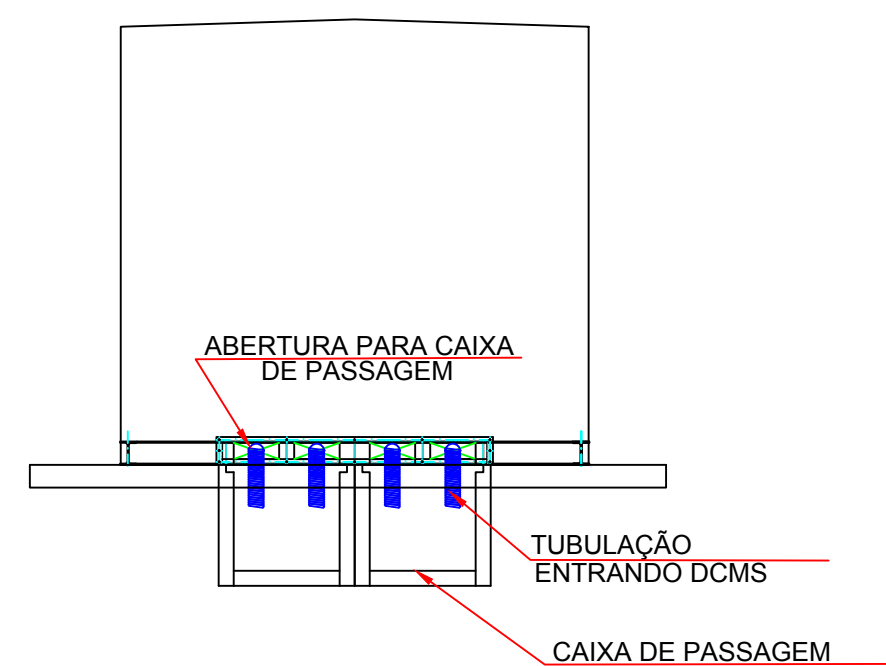 ABERTURA PARA CAIXA
DE PASSAGEM
TUBULAÇÃO
ENTRANDO DCMS
CAIXA DE PASSAGEM